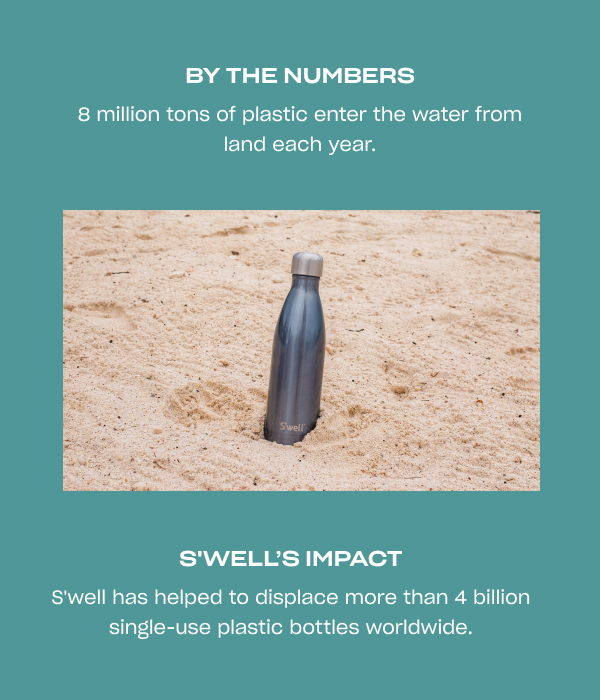 BY THE NUMBERS
8 million tons of plastic enter the water from
land each year.
S'well
S'WELL’S IMPACT
S'well has helped to displace more than 4 billion
single-use plastic bottles worldwide.